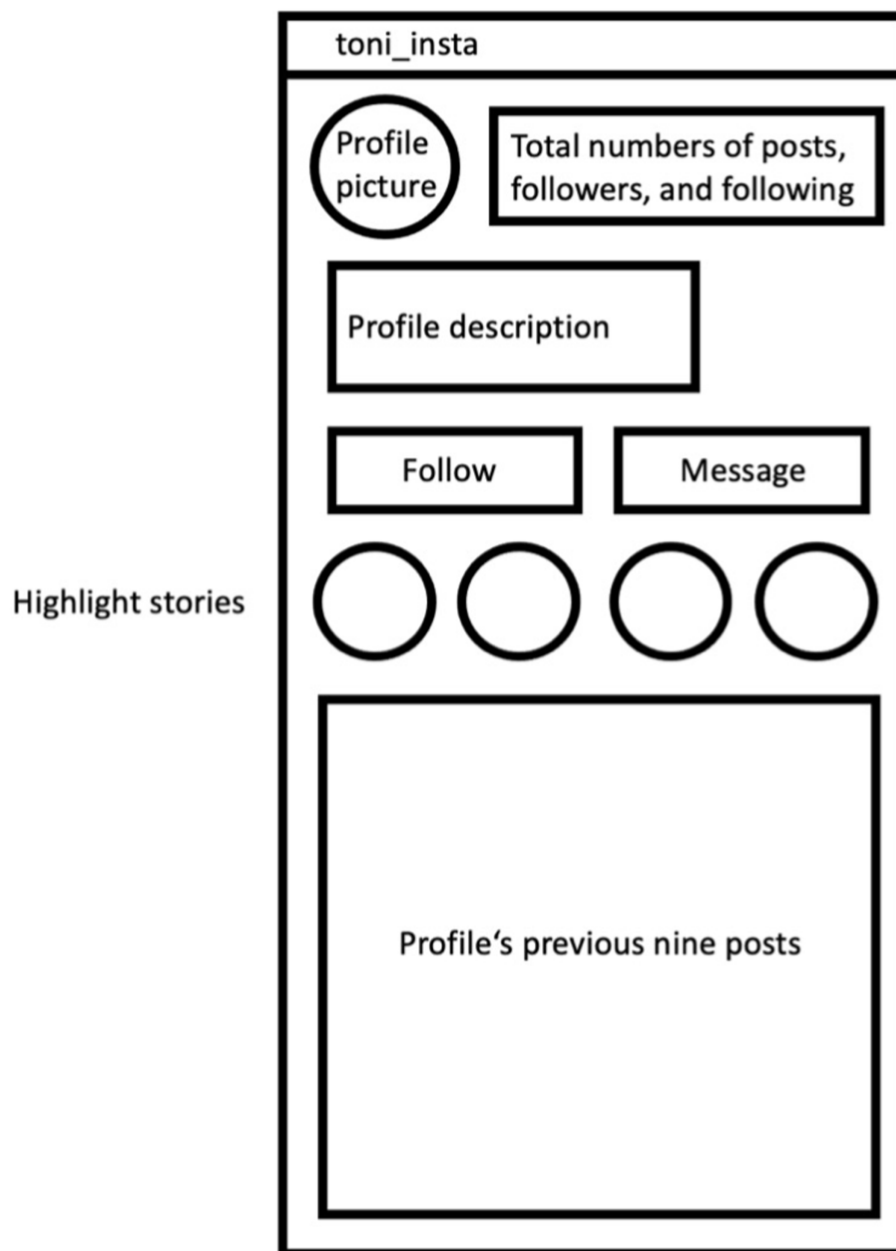 toni_insta
Profile
picture
Total numbers of posts,
followers, and following
Profile description
Follow
Message
Highlight stories
Profile‘s previous nine posts